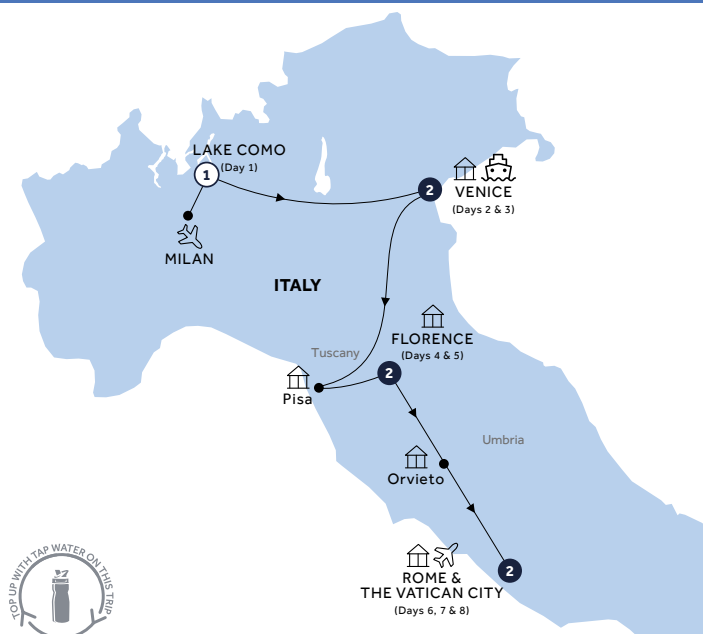 LAKE COMO
(Day 1)
1
MILAN
2
VENICE
(Days 2 & 3)
ITALY
FLORENCE
(Days 4 & 5)
Tuscany
2
Pisa
Umbria
Orvieto
2
ROME &
THE VATICAN CITY
(Days 6, 7 & 8)
TOP UP WITH TAP WATER ON THIS TRIP